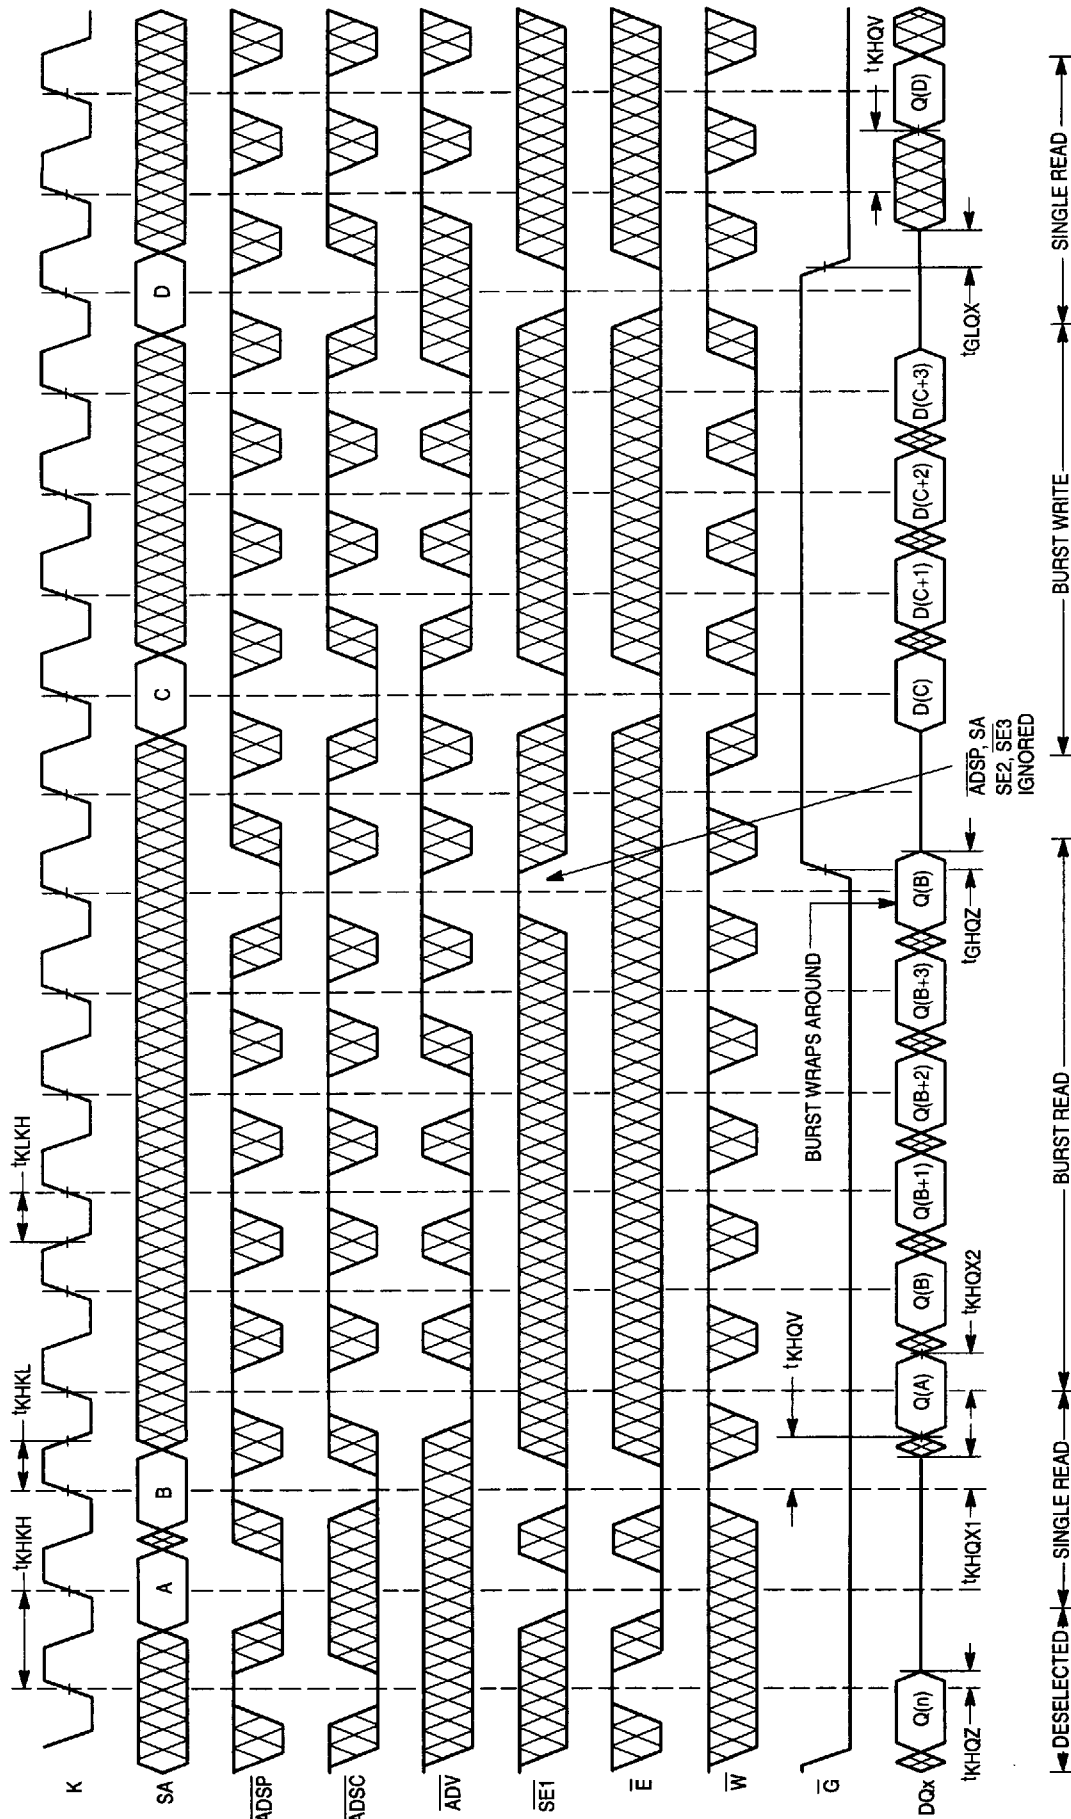 K
tKHKH
tKHKL
tKLKH
SA
A
B
C
D
ADSP
ADSC
ADV
SE1
E
W
G
tKHQV
BURST WRAPS AROUND
ADSP, SA
SE2, SE3
IGNORED
tKHQV
DQx
Q(n)
Q(A)
Q(B)
Q(B+1)
Q(B+2)
Q(B+3)
Q(B)
D(C)
D(C+1)
D(C+2)
D(C+3)
Q(D)
tKHQZ
tKHQX1
tKHQX2
tGHQZ
tGLQX
DESELECTED
SINGLE READ
BURST READ
BURST WRITE
SINGLE READ